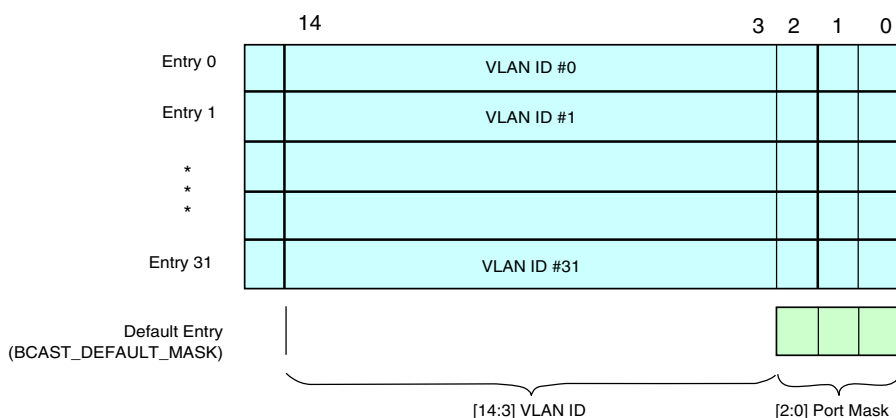 14 3 2 1 0
Entry 0 VLAN ID #0
Entry 1 VLAN ID #1
*
*
*
Entry 31 VLAN ID #31
Default Entry
(BCAST_DEFAULT_MASK)
[14:3] VLAN ID [2:0] Port Mask